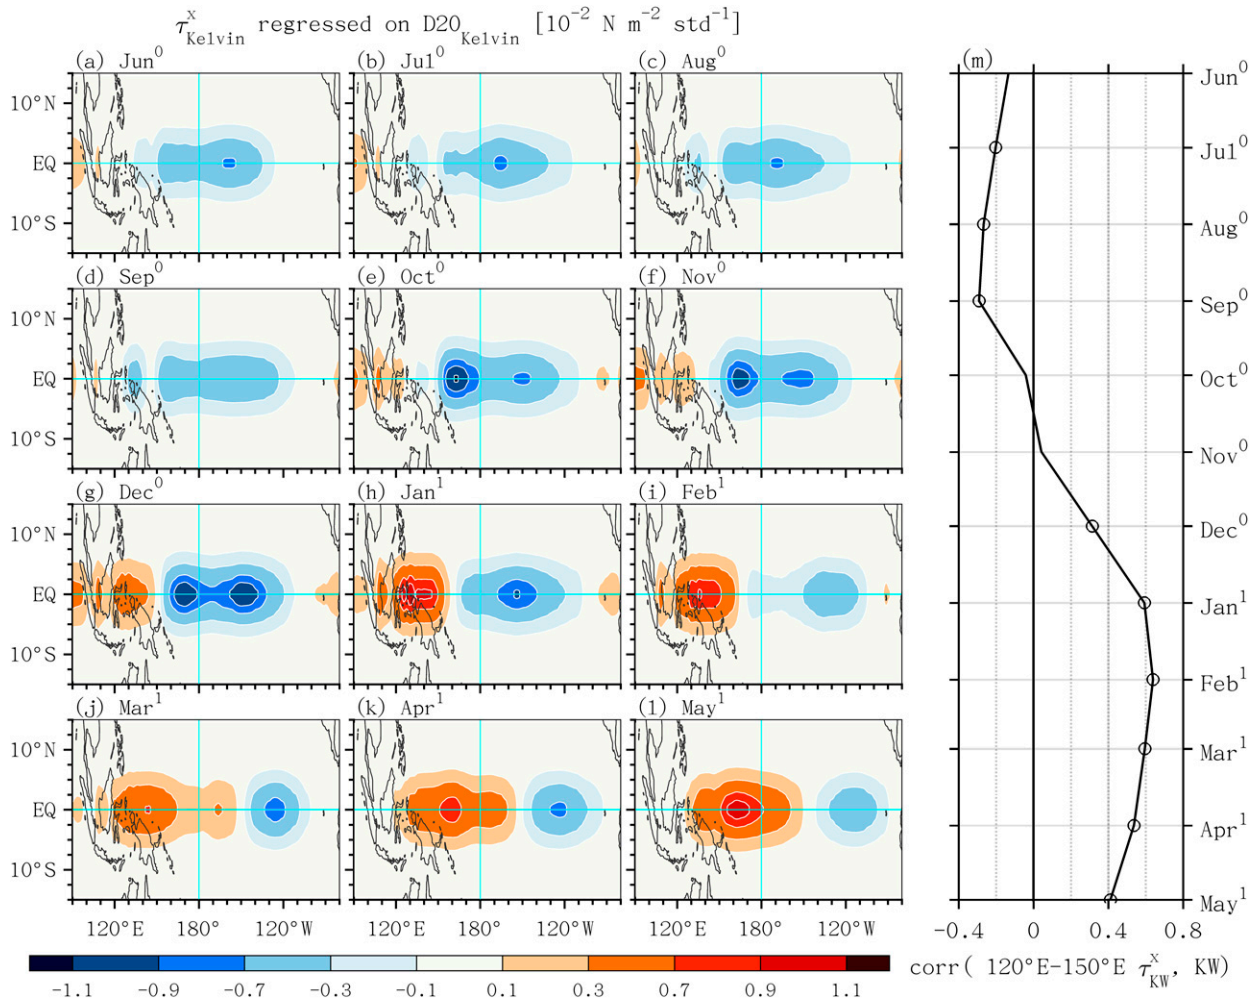 τ^x_Kelvin regressed on D20_Kelvin [10^-2 N m^-2 std^-1]
(a) Jun^0
(b) Jul^0
(c) Aug^0
(m)
10°N
EQ
10°S
Jun^0
Jul^0
Aug^0
(d) Sep^0
(e) Oct^0
(f) Nov^0
10°N
EQ
10°S
Sep^0
Oct^0
Nov^0
(g) Dec^0
(h) Jan^1
(i) Feb^1
10°N
EQ
10°S
Dec^0
Jan^1
Feb^1
(j) Mar^1
(k) Apr^1
(l) May^1
10°N
EQ
10°S
Mar^1
Apr^1
May^1
120°E 180° 120°W
120°E 180° 120°W
120°E 180° 120°W
-0.4 0 0.4 0.8
-1.1 -0.9 -0.7 -0.3 -0.1 0.1 0.3 0.7 0.9 1.1
corr( 120°E-150°E τ^x_KW, KW)